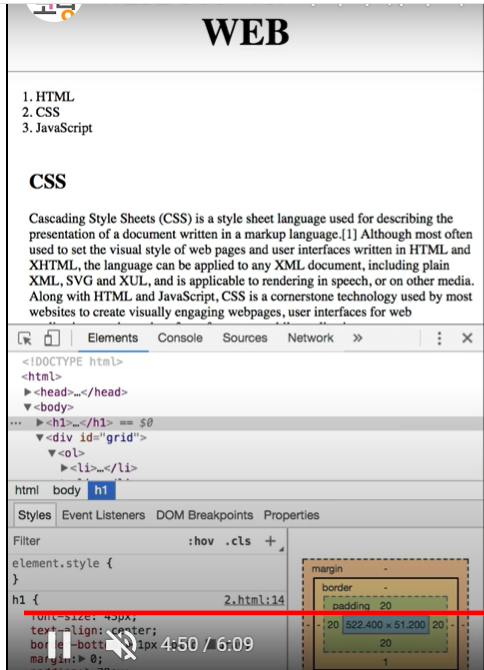 WEB
1. HTML
2. CSS
3. JavaScript
CSS
Cascading Style Sheets (CSS) is a style sheet language used for describing the
presentation of a document written in a markup language.[1] Although most often
used to set the visual style of web pages and user interfaces written in HTML and
XHTML, the language can be applied to any XML document, including plain
XML, SVG and XUL, and is applicable to rendering in speech, or on other media.
Along with HTML and JavaScript, CSS is a cornerstone technology used by most
websites to create visually engaging webpages, user interfaces for web
Elements Console Sources Network »
<!DOCTYPE html>
<html>
▶<head>…</head>
▼<body>
… ▶<h1>…</h1> == $0
▼<div id="grid">
▼<ol>
▶<li>…</li>
html body h1
Styles Event Listeners DOM Breakpoints Properties
Filter :hov .cls +
element.style {
}
h1 { 2.html:14
font-size: 45px;
text-align: center;
border-bottom: 1px
margin:▶ 0;
4:50 / 6:09
margin -
border -
padding 20
- - 20 522.400 × 51.200 20 - -
20
1